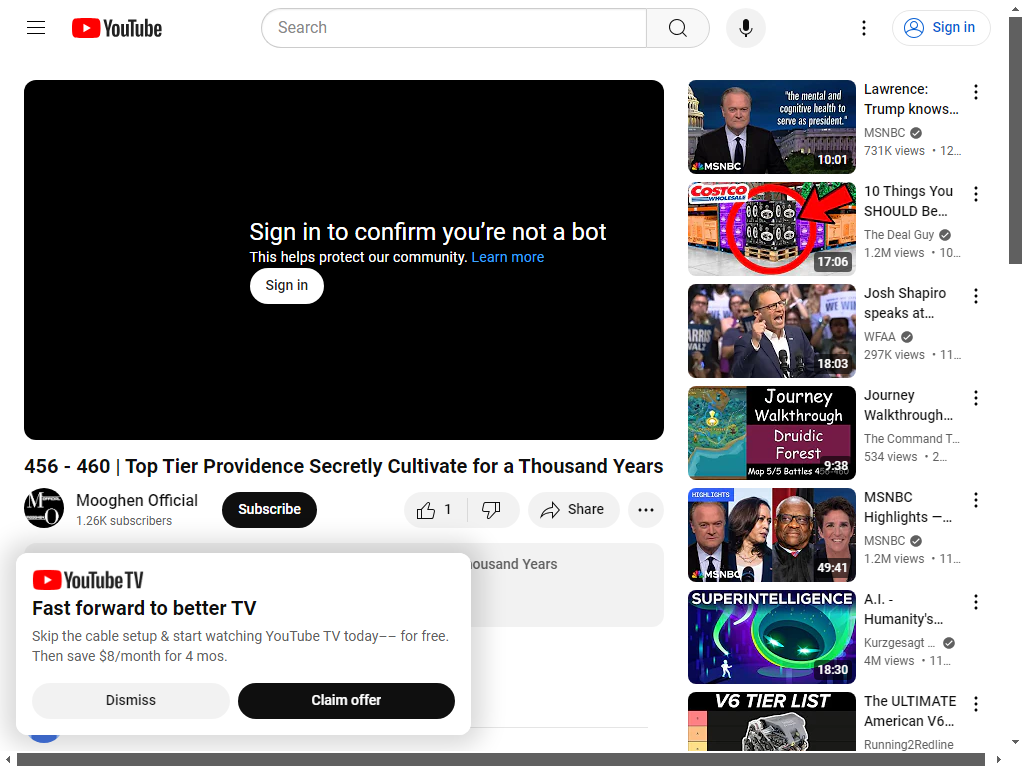 YouTube
Search
Sign in
Sign in to confirm you're not a bot
This helps protect our community. Learn more
Sign in
456 - 460 | Top Tier Providence Secretly Cultivate for a Thousand Years
Mooghen Official
1.26K subscribers
Subscribe
1
Share
housand Years
YouTube TV
Fast forward to better TV
Skip the cable setup & start watching YouTube TV today–– for free.
Then save $8/month for 4 mos.
Dismiss
Claim offer
"the mental and
cognitive health to
serve as president."
MSNBC
10:01
Lawrence:
Trump knows...
MSNBC
731K views • 12...
COSTCO
WHOLESALE
17:06
10 Things You
SHOULD Be...
The Deal Guy
1.2M views • 10...
18:03
Josh Shapiro
speaks at...
WFAA
297K views • 11...
Journey
Walkthrough
Druidic
Forest
Map 5/5 Battles 456-460
9:38
Journey
Walkthrough...
The Command T...
534 views • 2...
HIGHLIGHTS
MSNBC
49:41
MSNBC
Highlights —...
MSNBC
1.2M views • 11...
SUPERINTELLIGENCE
18:30
A.I. -
Humanity's...
Kurzgesagt ...
4M views • 11...
V6 TIER LIST
The ULTIMATE
American V6...
Running2Redline